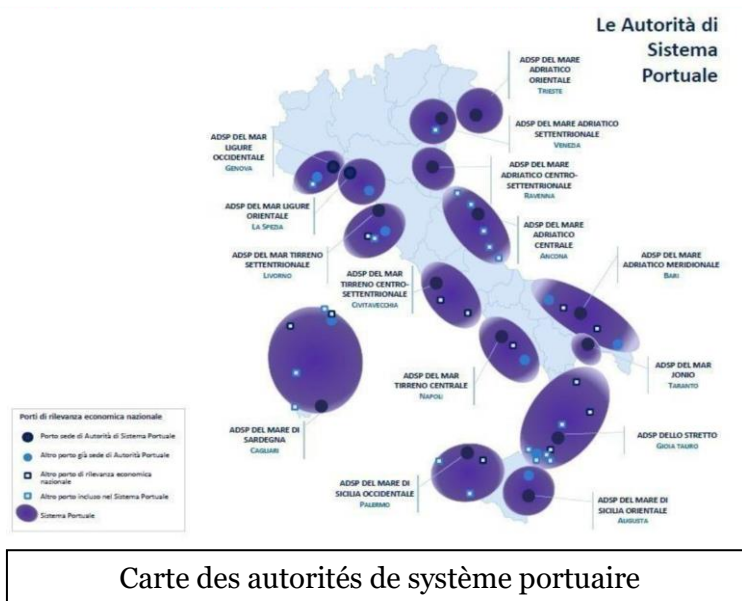 Le Autorità di
Sistema
Portuale
ADSP DEL MARE
ADRIATICO
ORIENTALE
TRIESTE
ADSP DEL MARE ADRIATICO
SETTENTRIONALE
VENEZIA
ADSP DEL MAR
LIGURE
OCCIDENTALE
GENOVA
ADSP DEL MARE
ADRIATICO CENTRO-
SETTENTRIONALE
RAVENNA
ADSP DEL MAR LIGURE
ORIENTALE
LA SPEZIA
ADSP DEL MARE
ADRIATICO
CENTRALE
ANCONA
ADSP DEL MAR TIRRENO
SETTENTRIONALE
LIVORNO
ADSP DEL MARE
ADRIATICO MERIDIONALE
BARI
ADSP DEL MAR
TIRRENO CENTRO-
SETTENTRIONALE
CIVITAVECCHIA
ADSP DEL MAR
TIRRENO CENTRALE
NAPOLI
ADSP DEL MAR
JONIO
TARANTO
ADSP DEL MARE DI
SARDEGNA
CAGLIARI
ADSP DELLO STRETTO
GIOIA TAURO
ADSP DEL MARE DI
SICILIA OCCIDENTALE
PALERMO
ADSP DEL MARE DI
SICILIA ORIENTALE
AUGUSTA
Porti di rilevanza economica nazionale
Porto sede di Autorità di Sistema Portuale
Altro porto già sede di Autorità Portuale
Altro porto di rilevanza economica
nazionale
Altro porto incluso nel Sistema Portuale
Sistema Portuale
Carte des autorités de système portuaire